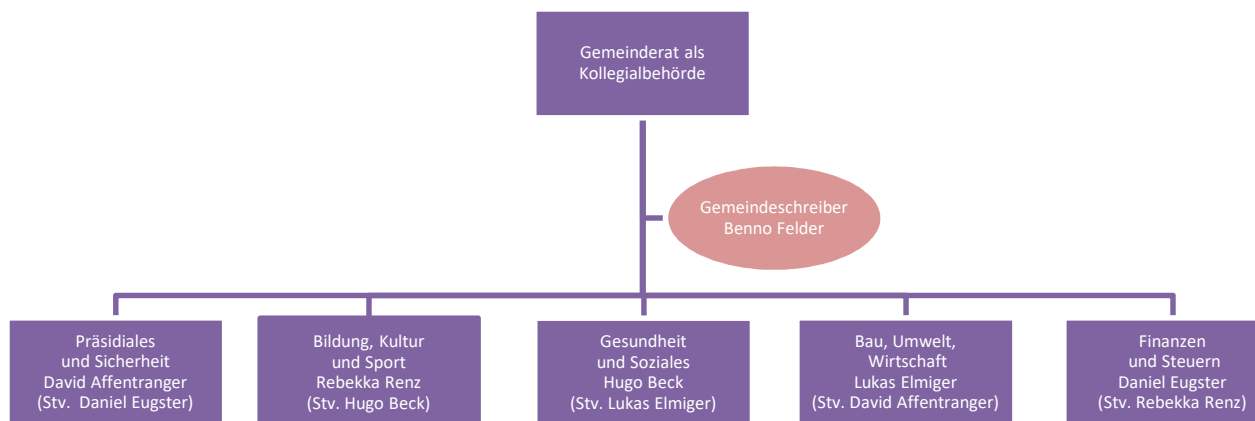 Gemeinderat als
Kollegialbehörde
Gemeindeschreiber
Benno Felder
Präsidiales
und Sicherheit
David Affentranger
(Stv. Daniel Eugster)
Bildung, Kultur
und Sport
Rebekka Renz
(Stv. Hugo Beck)
Gesundheit
und Soziales
Hugo Beck
(Stv. Lukas Elmiger)
Bau, Umwelt,
Wirtschaft
Lukas Elmiger
(Stv. David Affentranger)
Finanzen
und Steuern
Daniel Eugster
(Stv. Rebekka Renz)